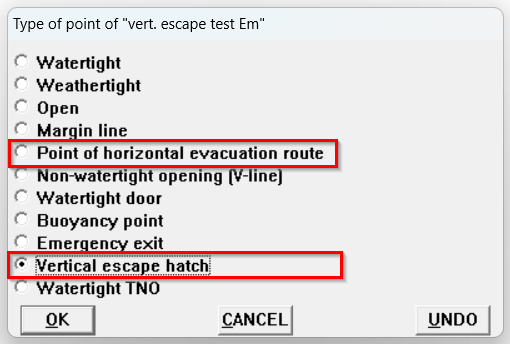 Type of point of "vert. escape test Em"
Watertight
Weathertight
Open
Margin line
Point of horizontal evacuation route
Non-watertight opening (V-line)
Watertight door
Buoyancy point
Emergency exit
Vertical escape hatch
Watertight TNO
OK CANCEL UNDO